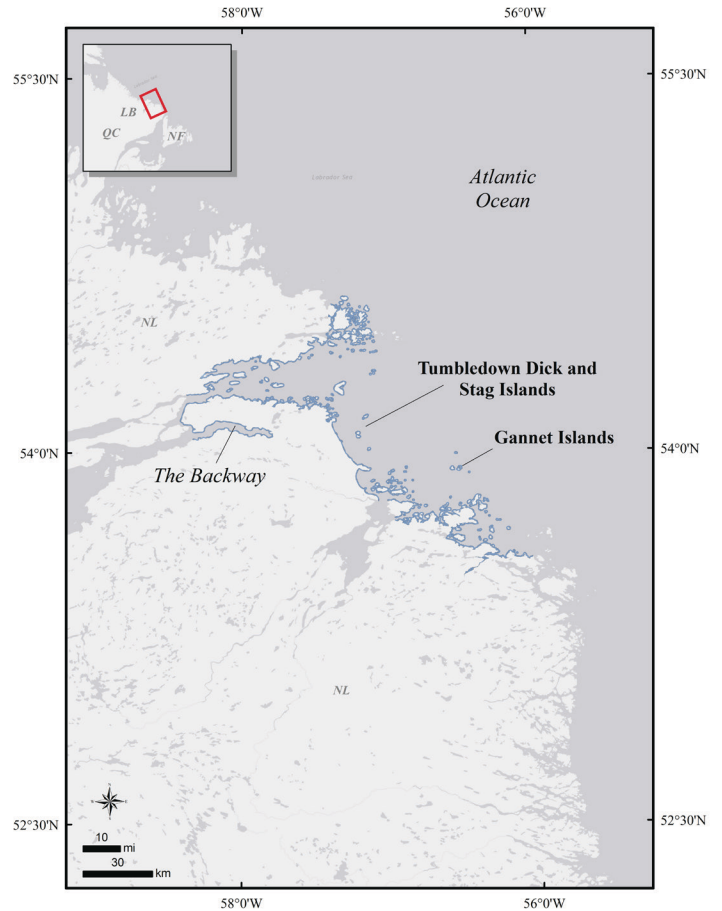 58°0'W
56°0'W
55°30'N
55°30'N
LB
QC
NF
Labrador Sea
Atlantic
Ocean
NL
Tumbledown Dick and
Stag Islands
Gannet Islands
54°0'N
54°0'N
The Backway
NL
52°30'N
52°30'N
10
mi
30
km
58°0'W
56°0'W